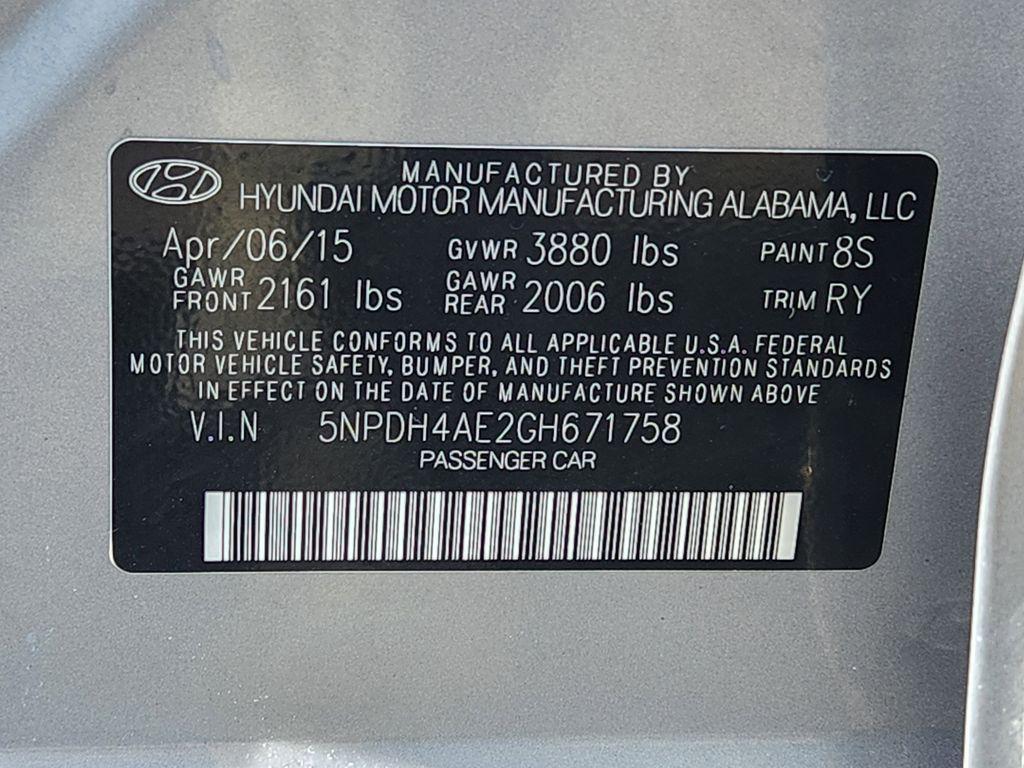 MANUFACTURED BY
HYUNDAI MOTOR MANUFACTURING ALABAMA, LLC
Apr/06/15 GVWR 3880 lbs PAINT 8S
GAWR FRONT 2161 lbs GAWR REAR 2006 lbs TRIM RY
THIS VEHICLE CONFORMS TO ALL APPLICABLE U.S.A. FEDERAL
MOTOR VEHICLE SAFETY, BUMPER, AND THEFT PREVENTION STANDARDS
IN EFFECT ON THE DATE OF MANUFACTURE SHOWN ABOVE
V.I.N 5NPDH4AE2GH671758
PASSENGER CAR